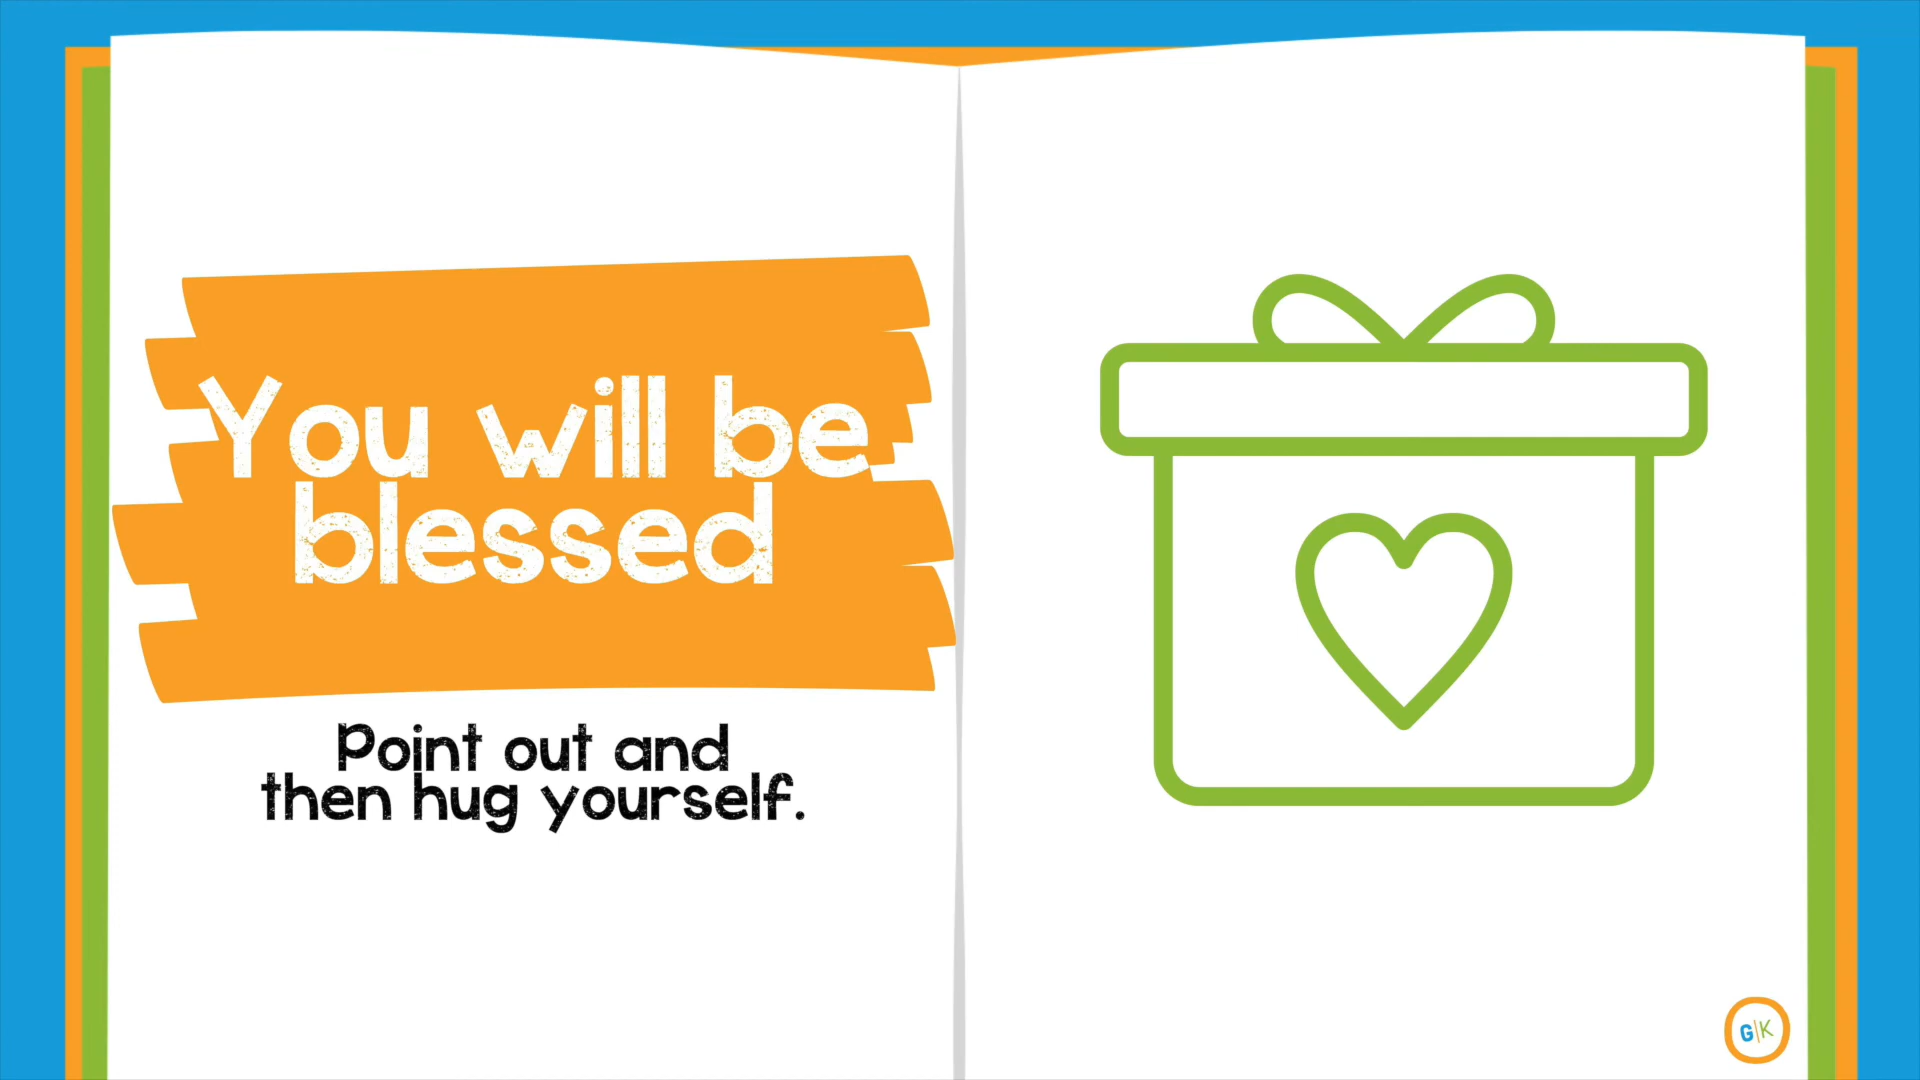 You will be
blessed
Point out and
then hug yourself.
G|K